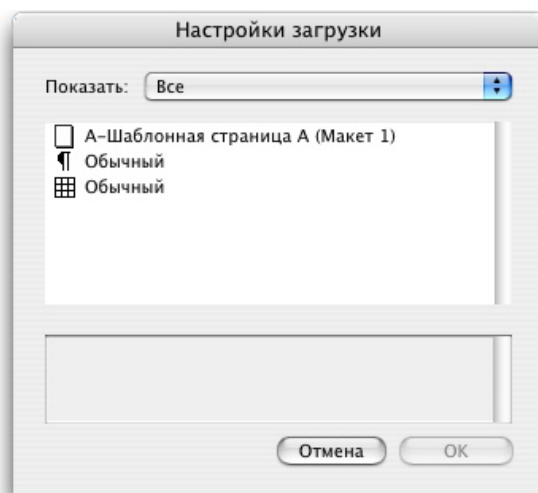 Настройки загрузки
Показать: Все
А–Шаблонная страница А (Макет 1)
¶ Обычный
Обычный
Отмена OK